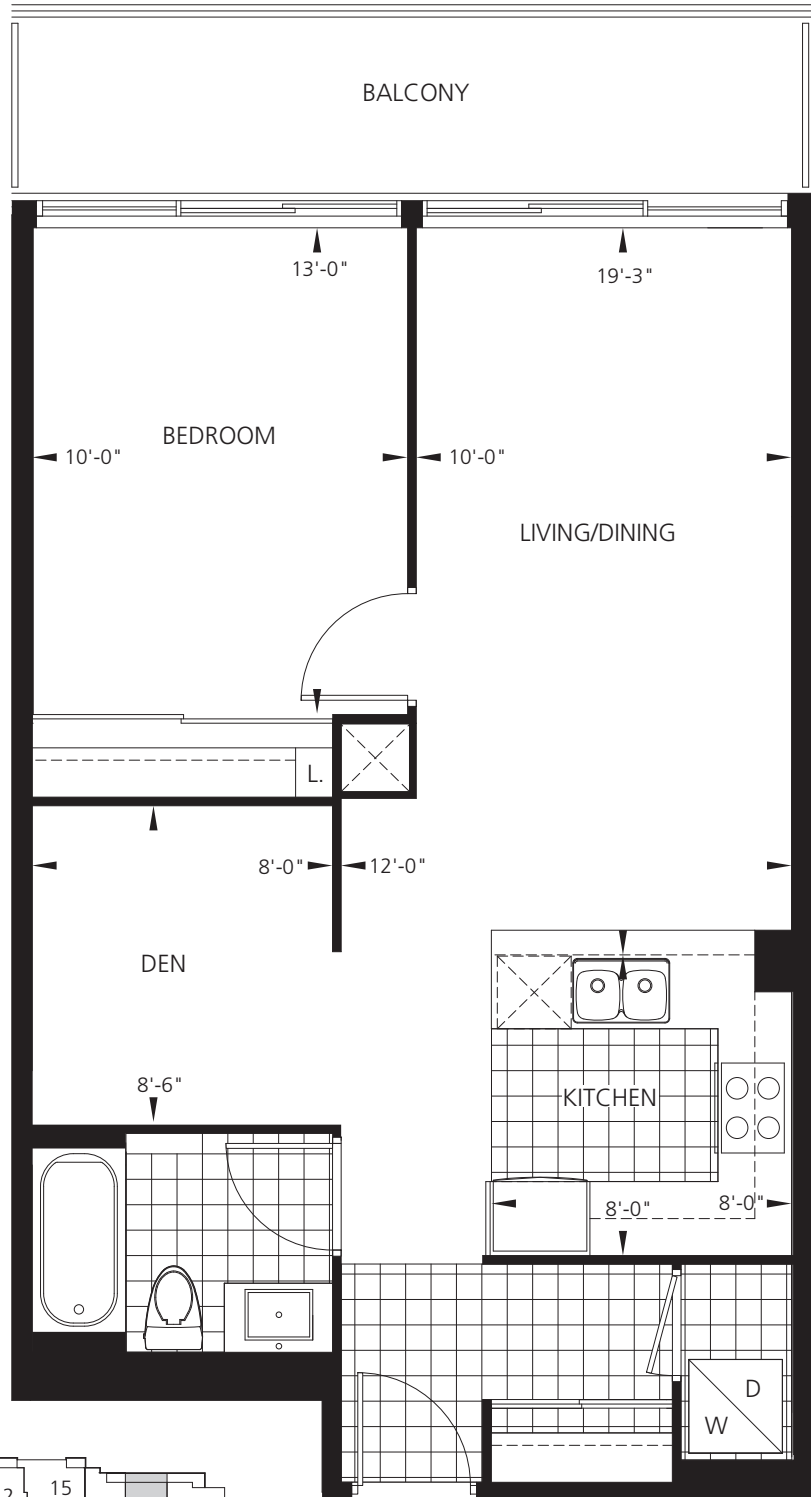 BALCONY
13'-0"
19'-3"
BEDROOM
10'-0"
10'-0"
LIVING/DINING
L.
8'-0"
12'-0"
DEN
8'-6"
KITCHEN
8'-0"
8'-0"
D
W
2
15